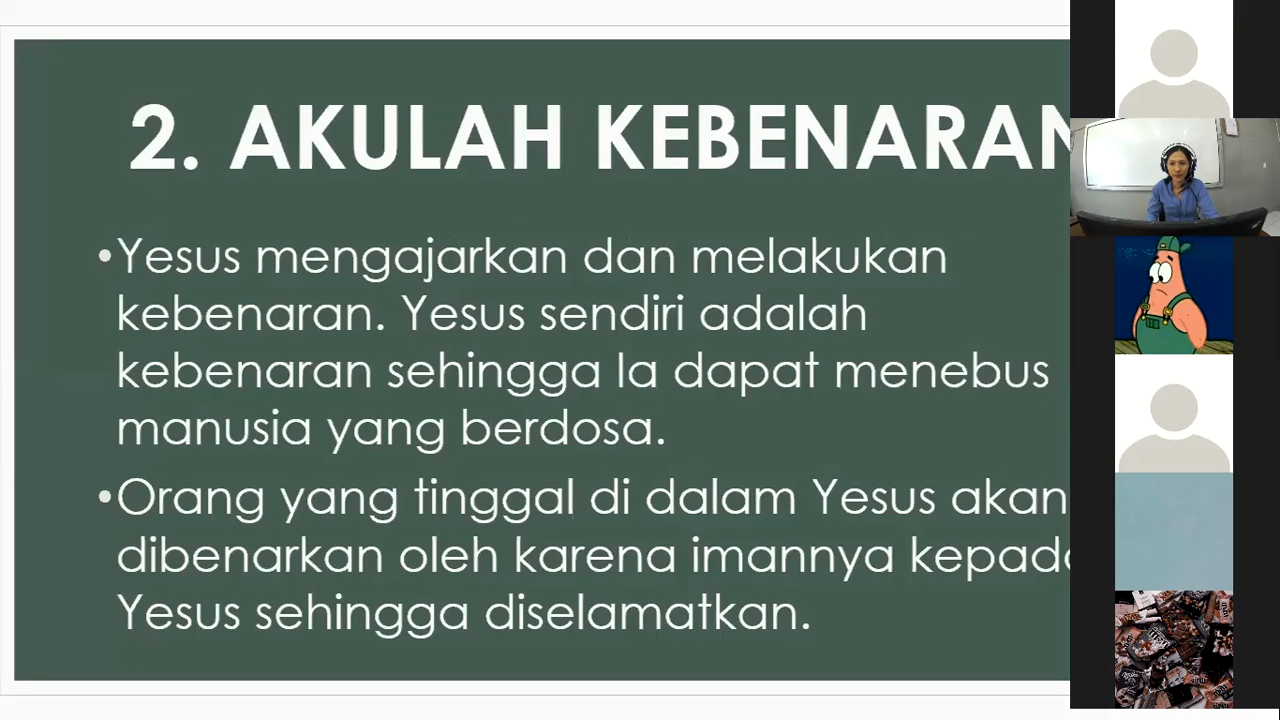 2. AKULAH KEBENARAN
•Yesus mengajarkan dan melakukan
kebenaran. Yesus sendiri adalah
kebenaran sehingga Ia dapat menebus
manusia yang berdosa.
•Orang yang tinggal di dalam Yesus akan
dibenarkan oleh karena imannya kepada
Yesus sehingga diselamatkan.